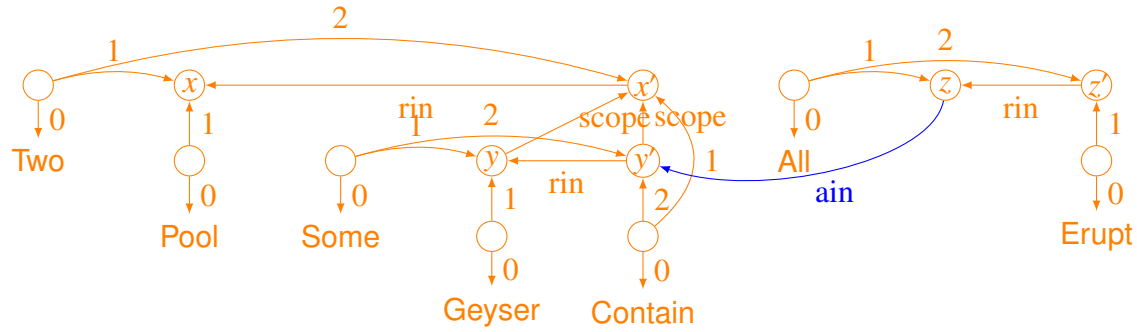 2
1 1 2
x x′ z z′
0 rin 0 rin
1 2 scope scope 1
1
Two All
y y′ 1
0 rin ain 0
1 2
Pool Some Erupt
0 0
Geyser Contain